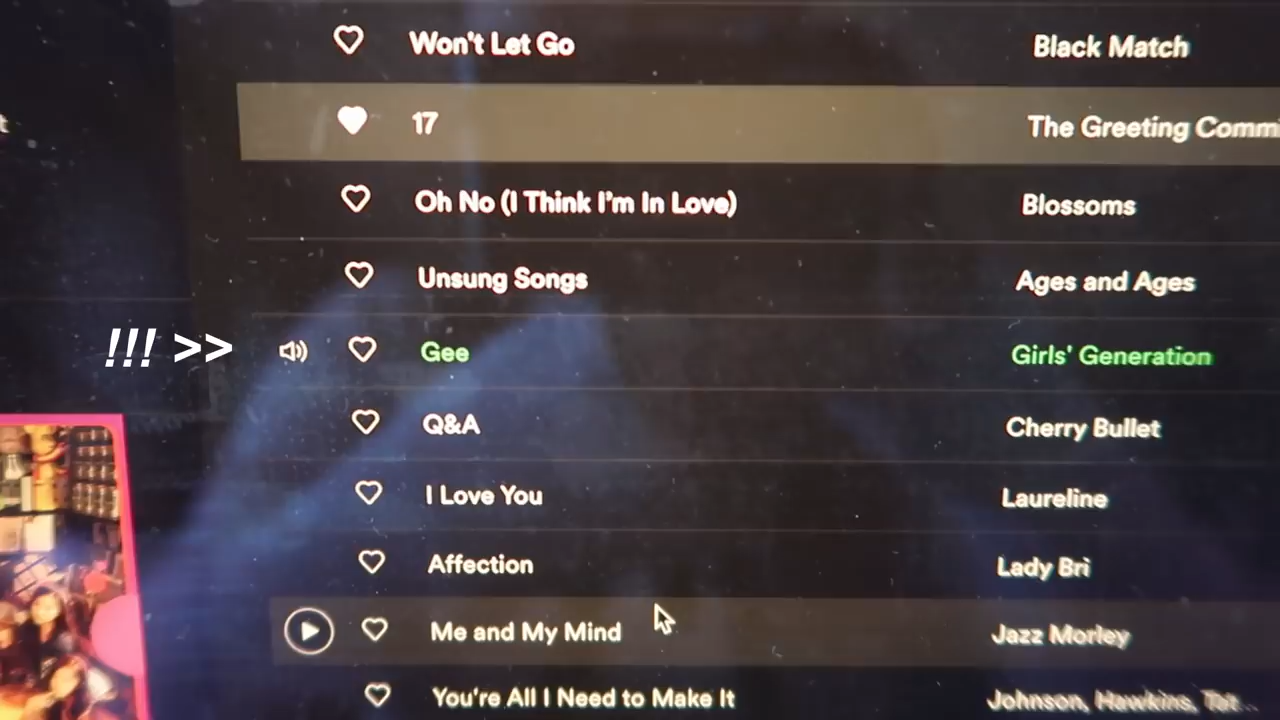 Won't Let Go Black Match
17 The Greeting Comm
Oh No (I Think I'm In Love) Blossoms
Unsung Songs Ages and Ages
!!! >> Gee Girls' Generation
Q&A Cherry Bullet
I Love You Laureline
Affection Lady Bri
Me and My Mind Jazz Morley
You're All I Need to Make It Johnson, Hawkins, Tat...